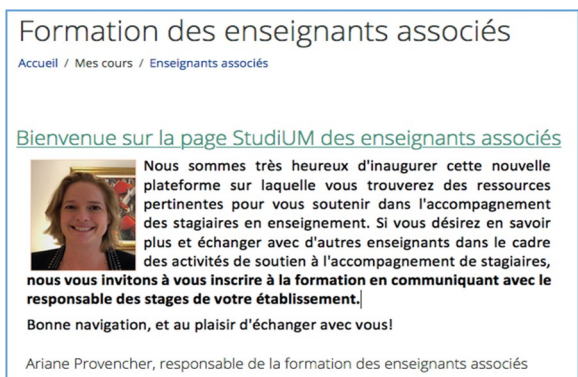 Formation des enseignants associés
Accueil / Mes cours / Enseignants associés
Bienvenue sur la page StudiUM des enseignants associés
Nous sommes très heureux d'inaugurer cette nouvelle
plateforme sur laquelle vous trouverez des ressources
pertinentes pour vous soutenir dans l'accompagnement
des stagiaires en enseignement. Si vous désirez en savoir
plus et échanger avec d'autres enseignants dans le cadre
des activités de soutien à l'accompagnement de stagiaires,
nous vous invitons à vous inscrire à la formation en communiquant avec le
responsable des stages de votre établissement.
Bonne navigation, et au plaisir d'échanger avec vous!
Ariane Provencher, responsable de la formation des enseignants associés